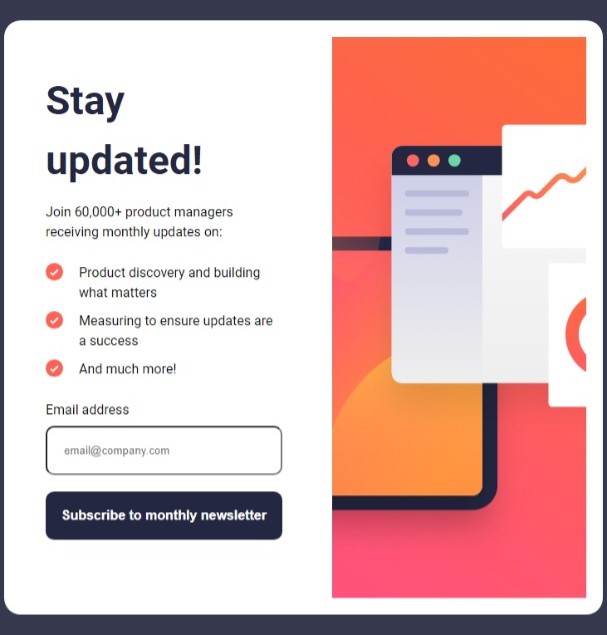 Stay
updated!
Join 60,000+ product managers
receiving monthly updates on:
Product discovery and building
what matters
Measuring to ensure updates are
a success
And much more!
Email address
email@company.com
Subscribe to monthly newsletter